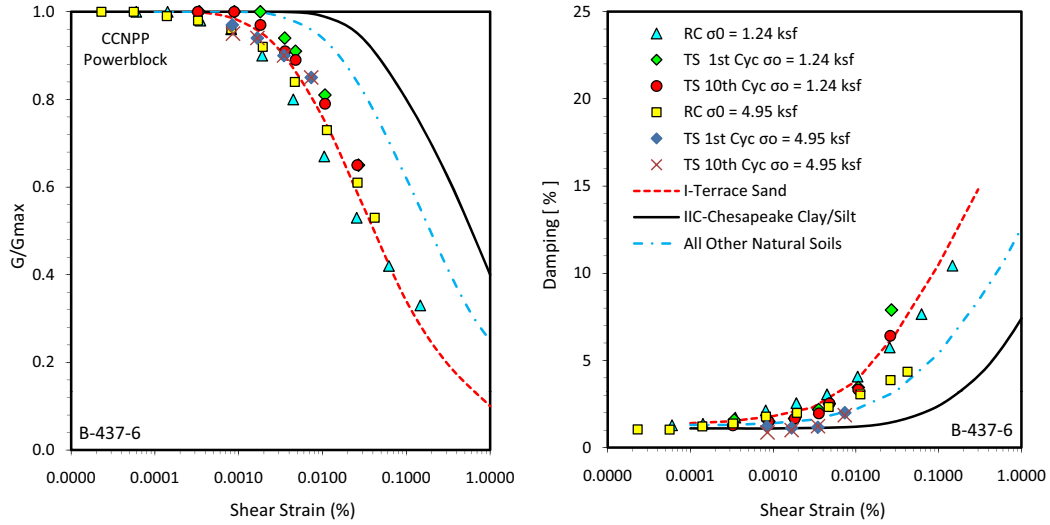 CCNPP
Powerblock
1.0
0.8
0.6
0.4
0.2
0.0
G/Gmax
B-437-6
0.0000
0.0001
0.0010
0.0100
0.1000
1.0000
Shear Strain (%)
25
20
15
10
5
0
Damping [ % ]
RC σ0 = 1.24 ksf
TS 1st Cyc σo = 1.24 ksf
TS 10th Cyc σo = 1.24 ksf
RC σ0 = 4.95 ksf
TS 1st Cyc σo = 4.95 ksf
TS 10th Cyc σo = 4.95 ksf
I-Terrace Sand
IIC-Chesapeake Clay/Silt
All Other Natural Soils
B-437-6
0.0000
0.0001
0.0010
0.0100
0.1000
1.0000
Shear Strain (%)